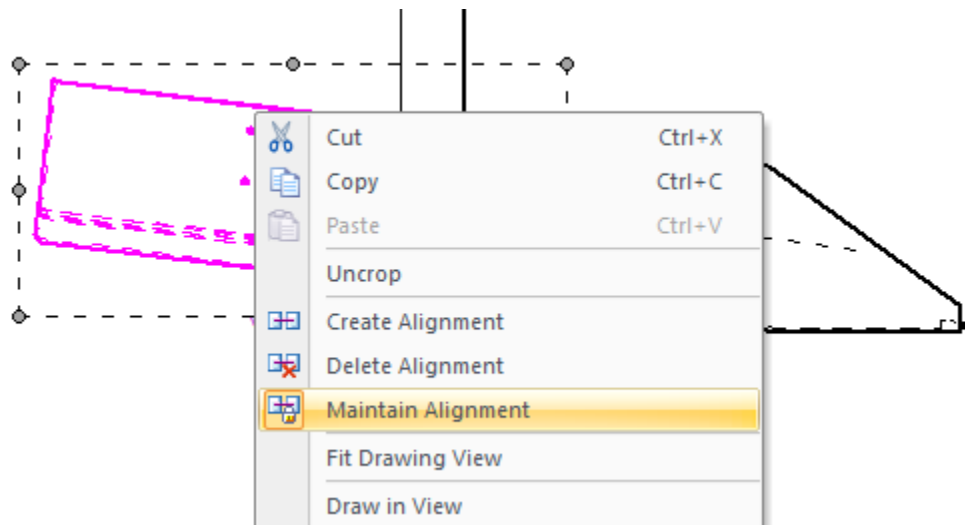 Cut Ctrl+X
Copy Ctrl+C
Paste Ctrl+V
Uncrop
Create Alignment
Delete Alignment
Maintain Alignment
Fit Drawing View
Draw in View